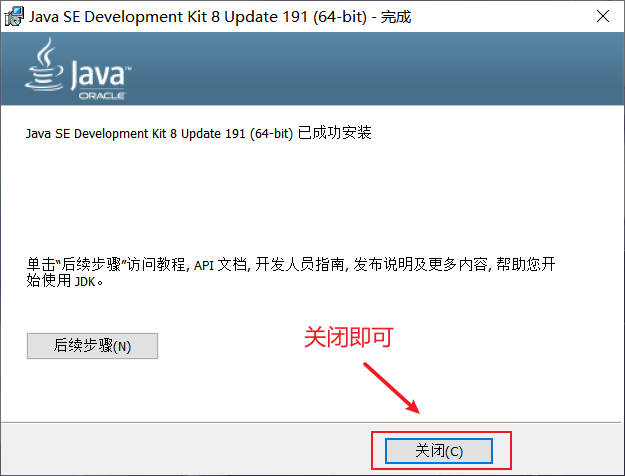 Java SE Development Kit 8 Update 191 (64-bit) - 完成
Java™
ORACLE
Java SE Development Kit 8 Update 191 (64-bit) 已成功安装
单击“后续步骤”访问教程, API 文档, 开发人员指南, 发布说明及更多内容, 帮助您开
始使用 JDK。
后续步骤(N)
关闭即可
关闭(C)